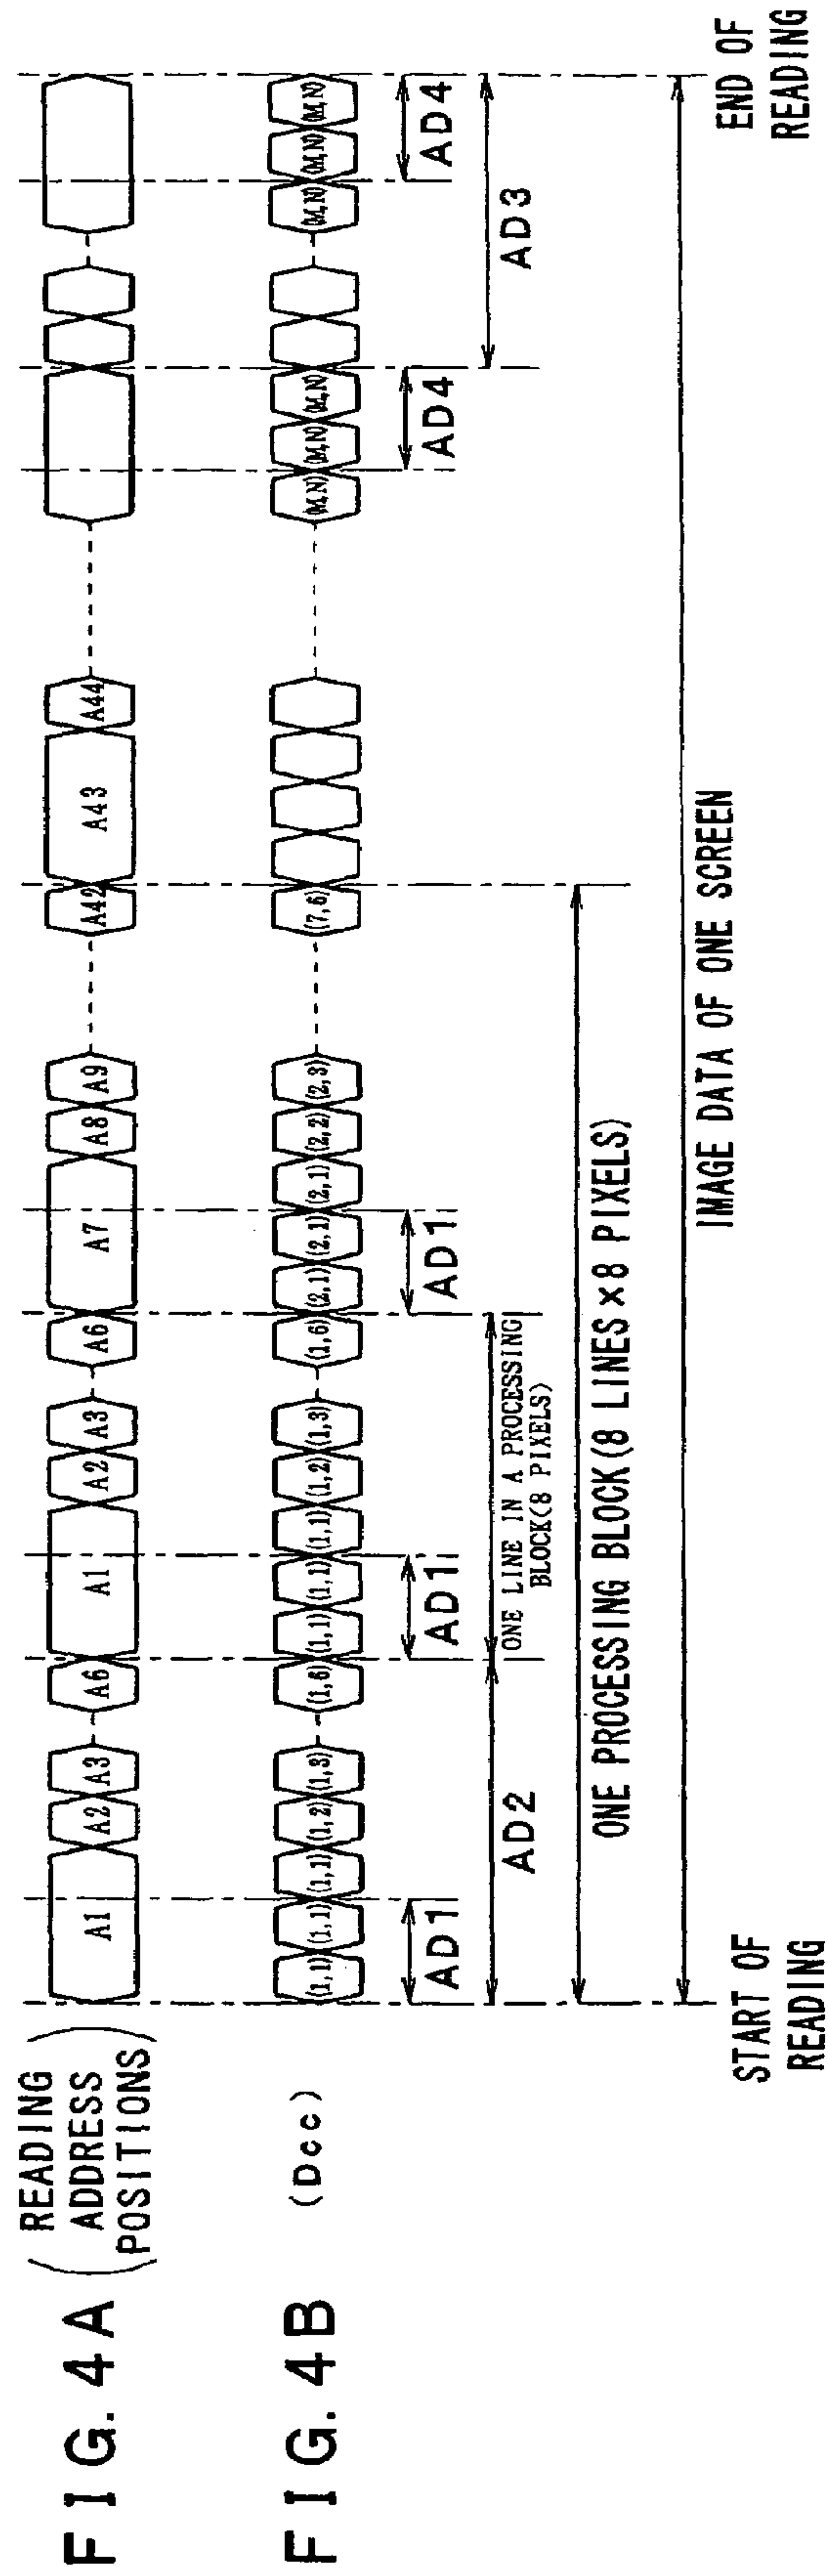 FIG. 4A
(READING
ADDRESS
POSITIONS)
A1 A2 A3 A6 A1 A2 A3 A6 A7 A8 A9 A42 A43 A44
FIG. 4B
(Dcc)
(1,1) (1,1) (1,1) (1,2) (1,3) (1,6) (1,1) (1,1) (1,1) (1,2) (1,3) (1,6) (2,1) (2,1) (2,1) (2,2) (2,3) (7,6) (M,N) (M,N) (M,N) (M,N) (M,N) (M,N)
AD1 AD1 AD1 AD4 AD4
AD2
ONE LINE IN A PROCESSING
BLOCK(8 PIXELS)
AD3
ONE PROCESSING BLOCK(8 LINES×8 PIXELS)
IMAGE DATA OF ONE SCREEN
START OF
READING
END OF
READING